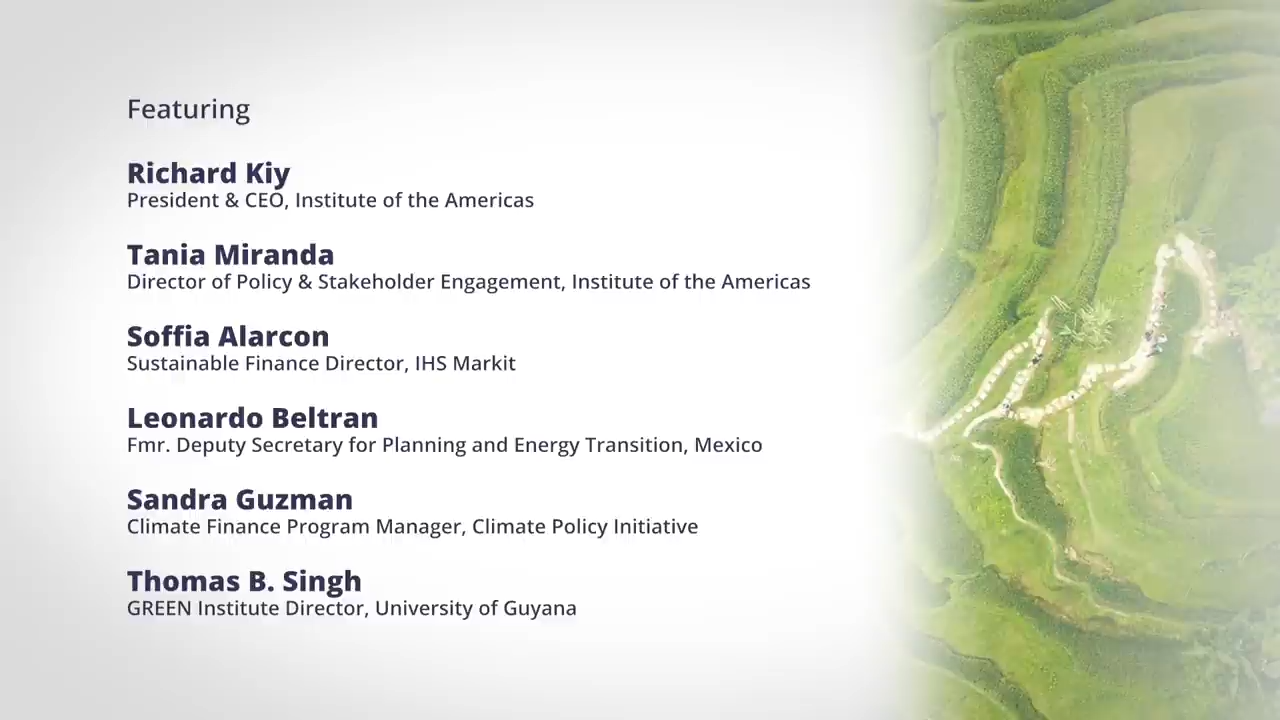 Featuring
Richard Kiy
President & CEO, Institute of the Americas
Tania Miranda
Director of Policy & Stakeholder Engagement, Institute of the Americas
Soffia Alarcon
Sustainable Finance Director, IHS Markit
Leonardo Beltran
Fmr. Deputy Secretary for Planning and Energy Transition, Mexico
Sandra Guzman
Climate Finance Program Manager, Climate Policy Initiative
Thomas B. Singh
GREEN Institute Director, University of Guyana